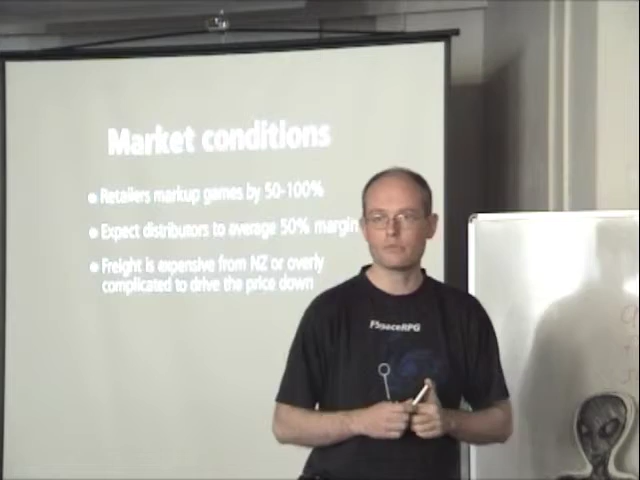 Market conditions
Retailers markup games by 50-100%
Expect distributors to average 50% margin
Freight is expensive from NZ or overly
complicated to drive the price down
FSpaceRPG